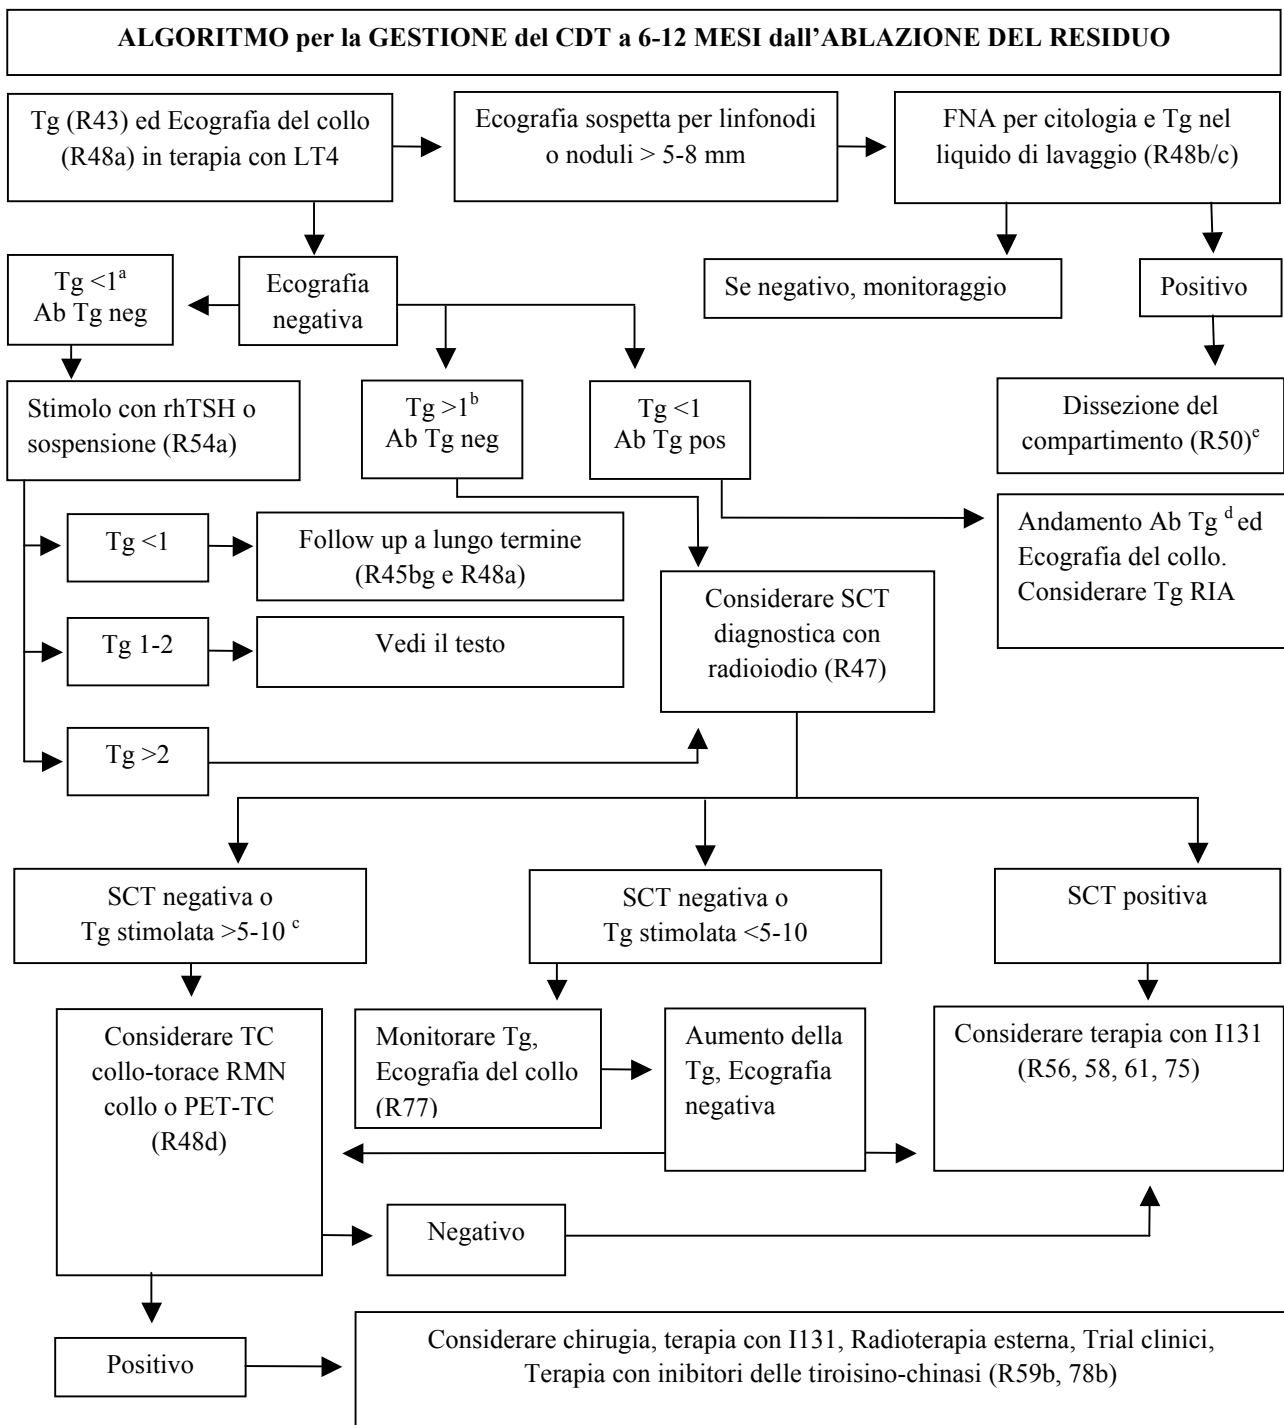 ALGORITMO per la GESTIONE del CDT a 6-12 MESI dall'ABLAZIONE DEL RESIDUO
Tg (R43) ed Ecografia del collo
(R48a) in terapia con LT4
Ecografia sospetta per linfonodi
o noduli > 5-8 mm
FNA per citologia e Tg nel
liquido di lavaggio (R48b/c)
Tg <1a
Ab Tg neg
Ecografia
negativa
Se negativo, monitoraggio
Positivo
Stimolo con rhTSH o
sospensione (R54a)
Tg >1b
Ab Tg neg
Tg <1
Ab Tg pos
Dissezione del
compartimento (R50)e
Tg <1
Follow up a lungo termine
(R45bg e R48a)
Andamento Ab Tg d ed
Ecografia del collo.
Considerare Tg RIA
Considerare SCT
diagnostica con
radioiodio (R47)
Tg 1-2
Vedi il testo
Tg >2
SCT negativa o
Tg stimolata >5-10 c
SCT negativa o
Tg stimolata <5-10
SCT positiva
Considerare TC
collo-torace RMN
collo o PET-TC
(R48d)
Monitorare Tg,
Ecografia del collo
(R77)
Aumento della
Tg, Ecografia
negativa
Considerare terapia con I131
(R56, 58, 61, 75)
Negativo
Positivo
Considerare chirugia, terapia con I131, Radioterapia esterna, Trial clinici,
Terapia con inibitori delle tiroisino-chinasi (R59b, 78b)